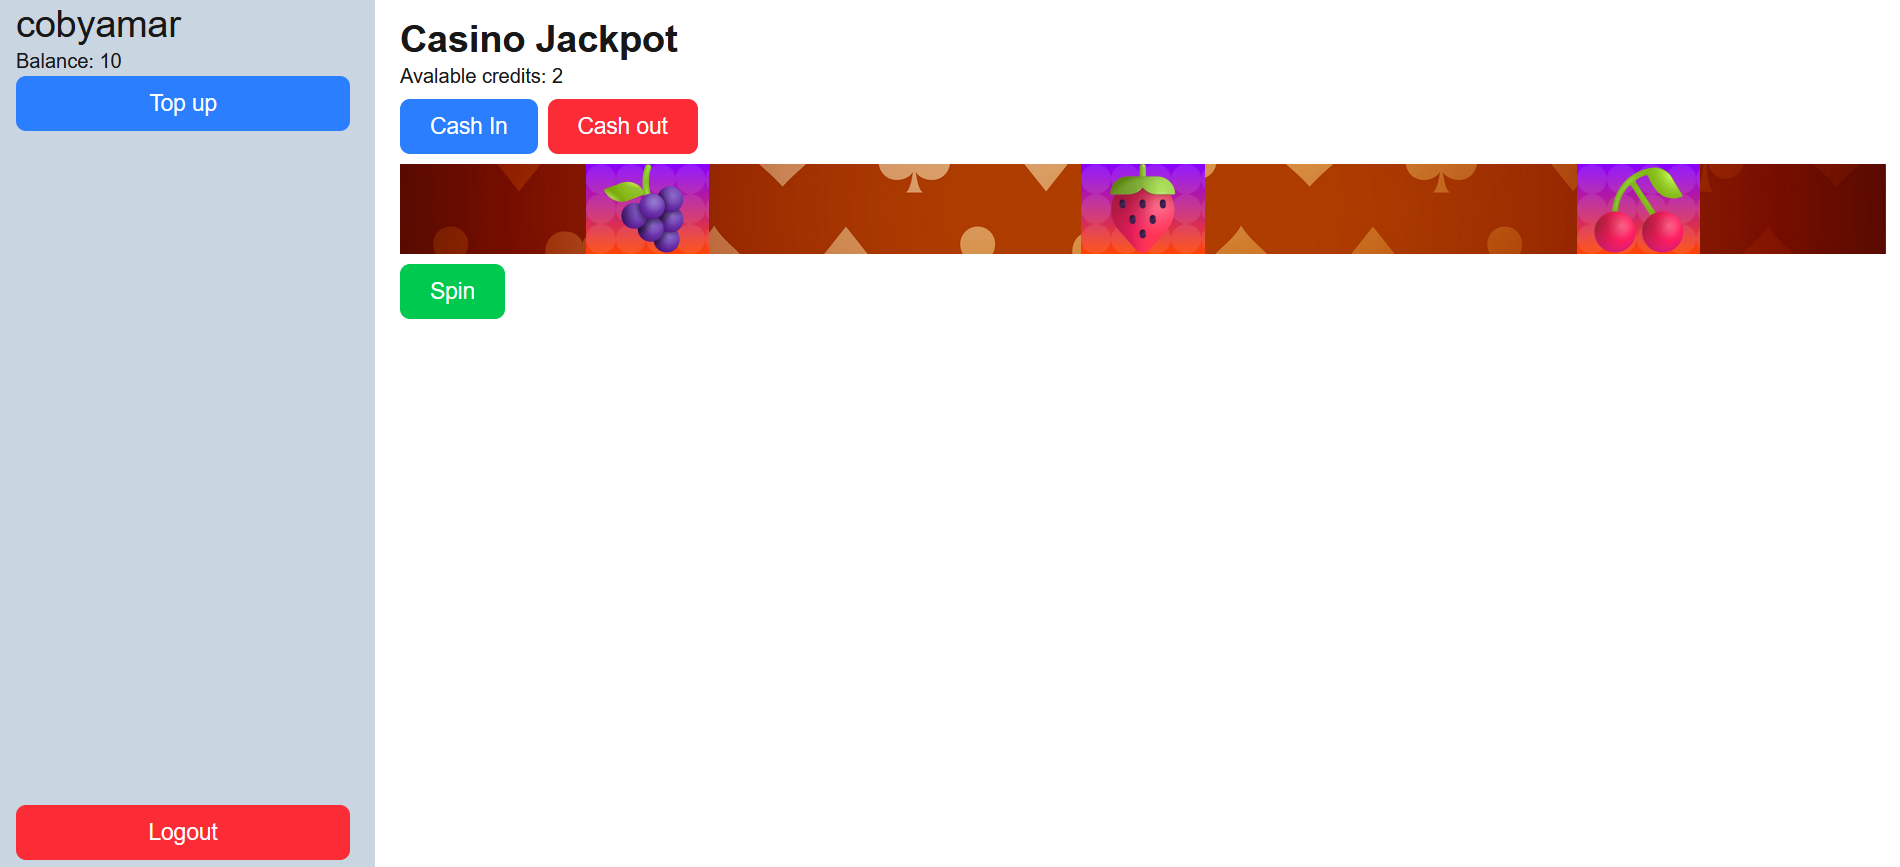 cobyamar
Balance: 10
Top up
Logout
Casino Jackpot
Avalable credits: 2
Cash In
Cash out
Spin